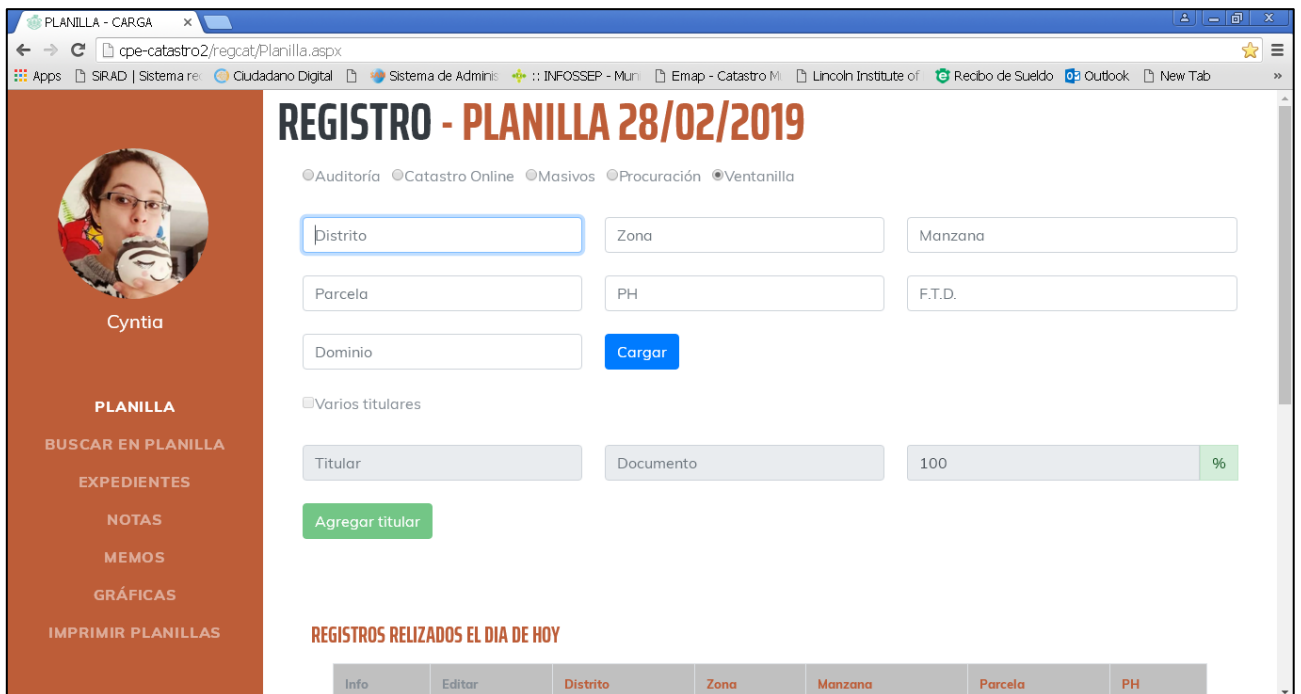 PLANILLA - CARGA
cpe-catastro2/regcat/Planilla.aspx
Apps SiRAD | Sistema re Ciudadano Digital Sistema de Adminis :: INFOSSEP - Mun Emap - Catastro M Lincoln Institute of Recibo de Sueldo Outlook New Tab »
REGISTRO - PLANILLA 28/02/2019
Auditoría Catastro Online Masivos Procuración Ventanilla
Distrito Zona Manzana
Parcela PH F.T.D.
Cyntia
Dominio Cargar
PLANILLA
Varios titulares
BUSCAR EN PLANILLA
Titular Documento 100 %
EXPEDIENTES
NOTAS
Agregar titular
MEMOS
GRÁFICAS
IMPRIMIR PLANILLAS
REGISTROS RELIZADOS EL DIA DE HOY
Info Editar Distrito Zona Manzana Parcela PH